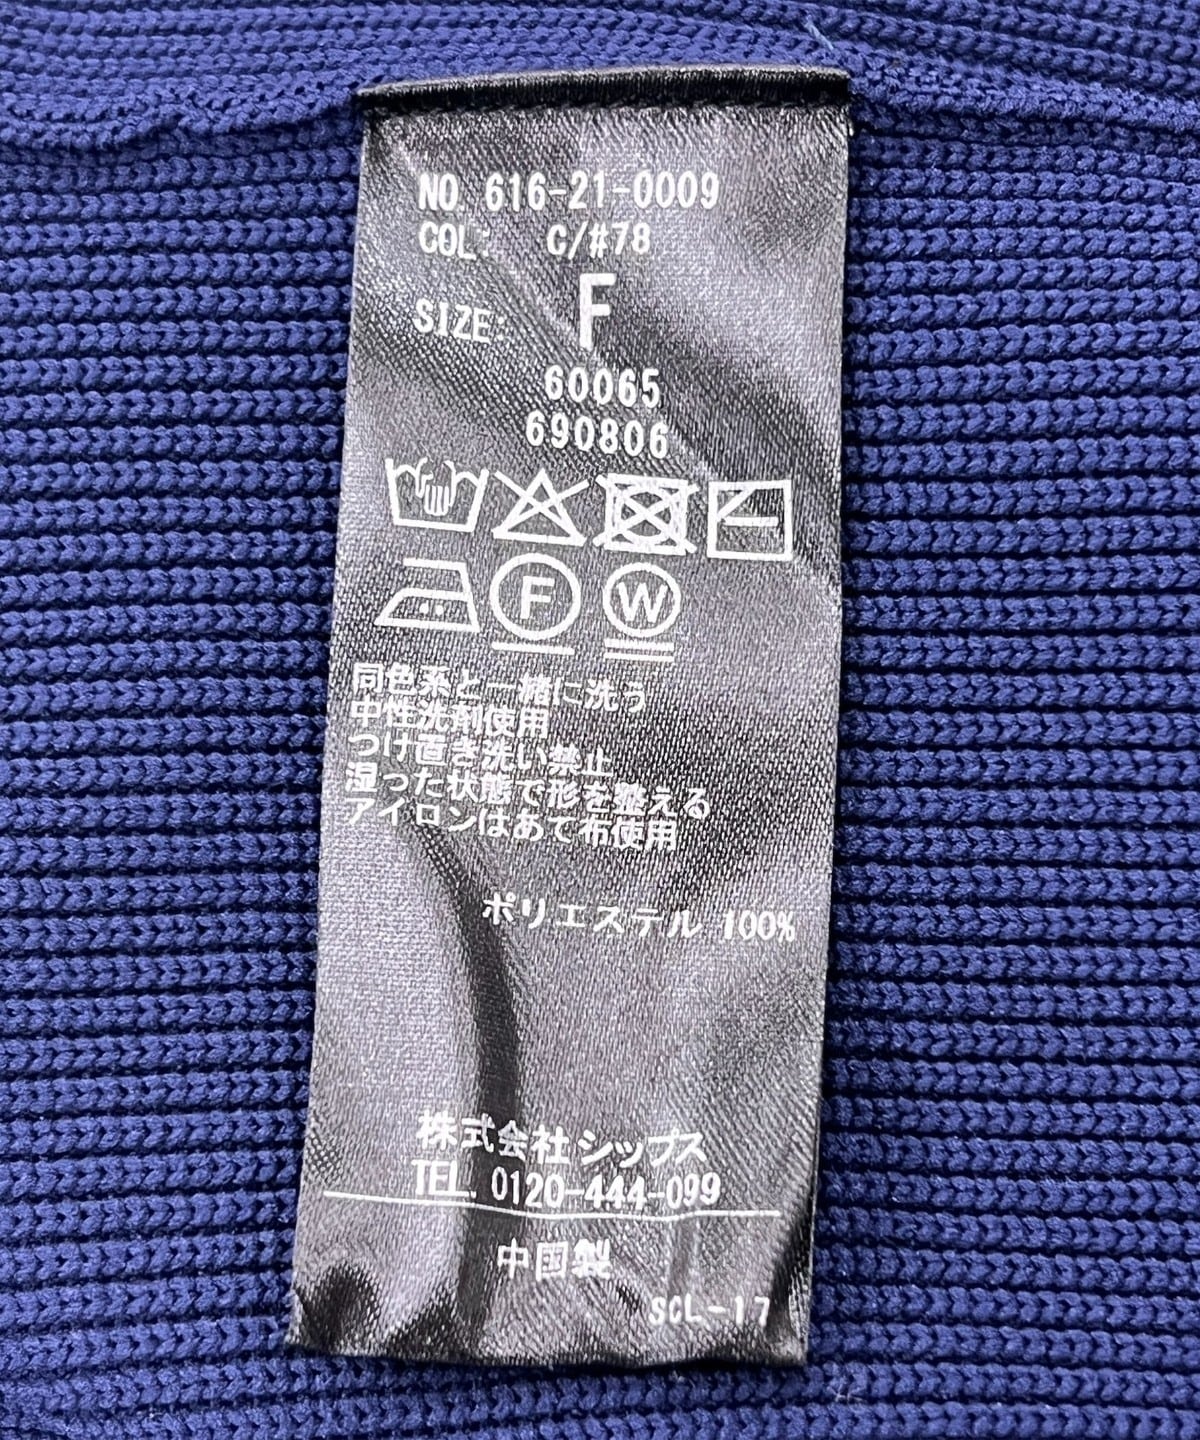 NO. 616-21-0009
COL: C/#78
SIZE: F
60065
690806
F W
同色系と一緒に洗う
中性洗剤使用
つけ置き洗い禁止
湿った状態で形を整える
アイロンはあて布使用
ポリエステル 100%
株式会社シップス
TEL. 0120-444-099
中国製
SCL-17